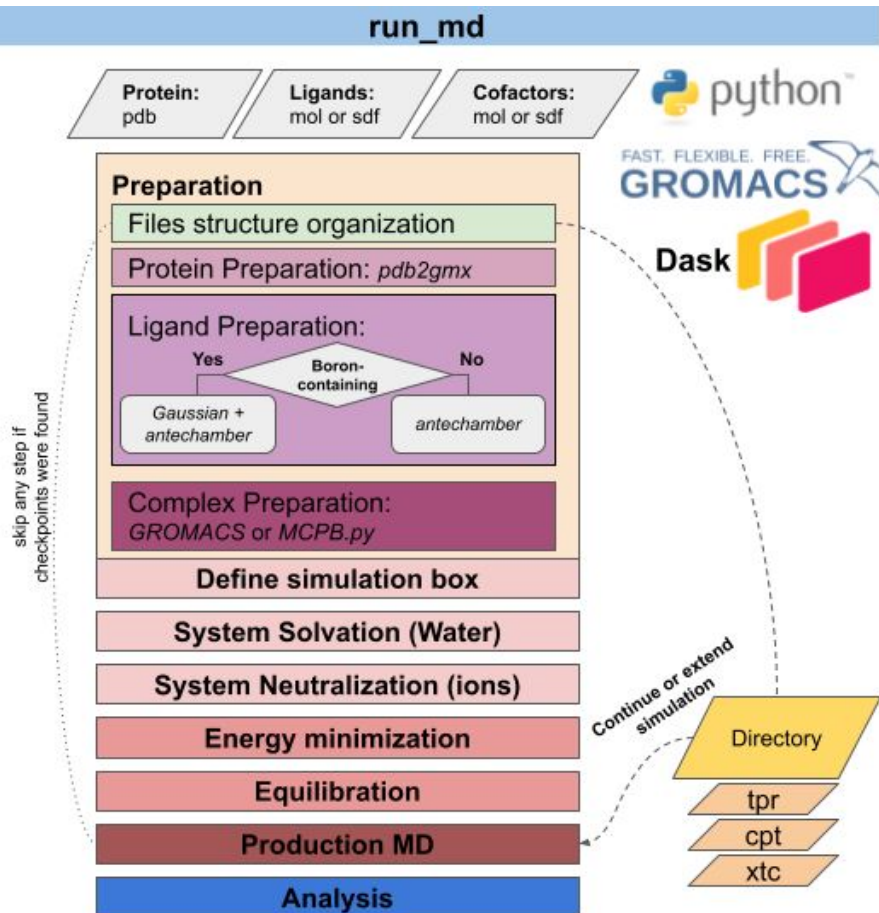 run_md
Protein:
pdb
Ligands:
mol or sdf
Cofactors:
mol or sdf
python™
FAST. FLEXIBLE. FREE.
GROMACS
Dask
Preparation
Files structure organization
Protein Preparation: pdb2gmx
Ligand Preparation:
Yes
Boron-
containing
No
Gaussian +
antechamber
antechamber
Complex Preparation:
GROMACS or MCPB.py
skip any step if
checkpoints were found
Define simulation box
System Solvation (Water)
System Neutralization (ions)
Energy minimization
Equilibration
Production MD
Analysis
Continue or extend
simulation
Directory
tpr
cpt
xtc